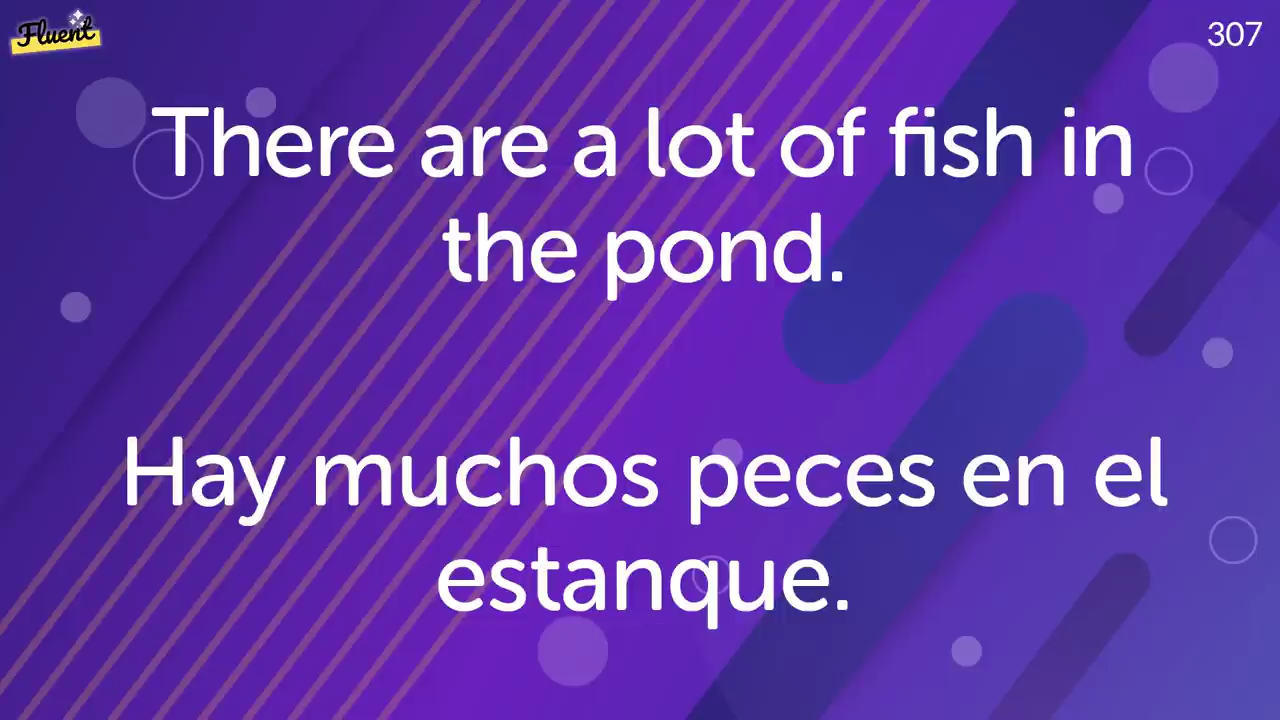 Fluent
307
There are a lot of fish in
the pond.
Hay muchos peces en el
estanque.